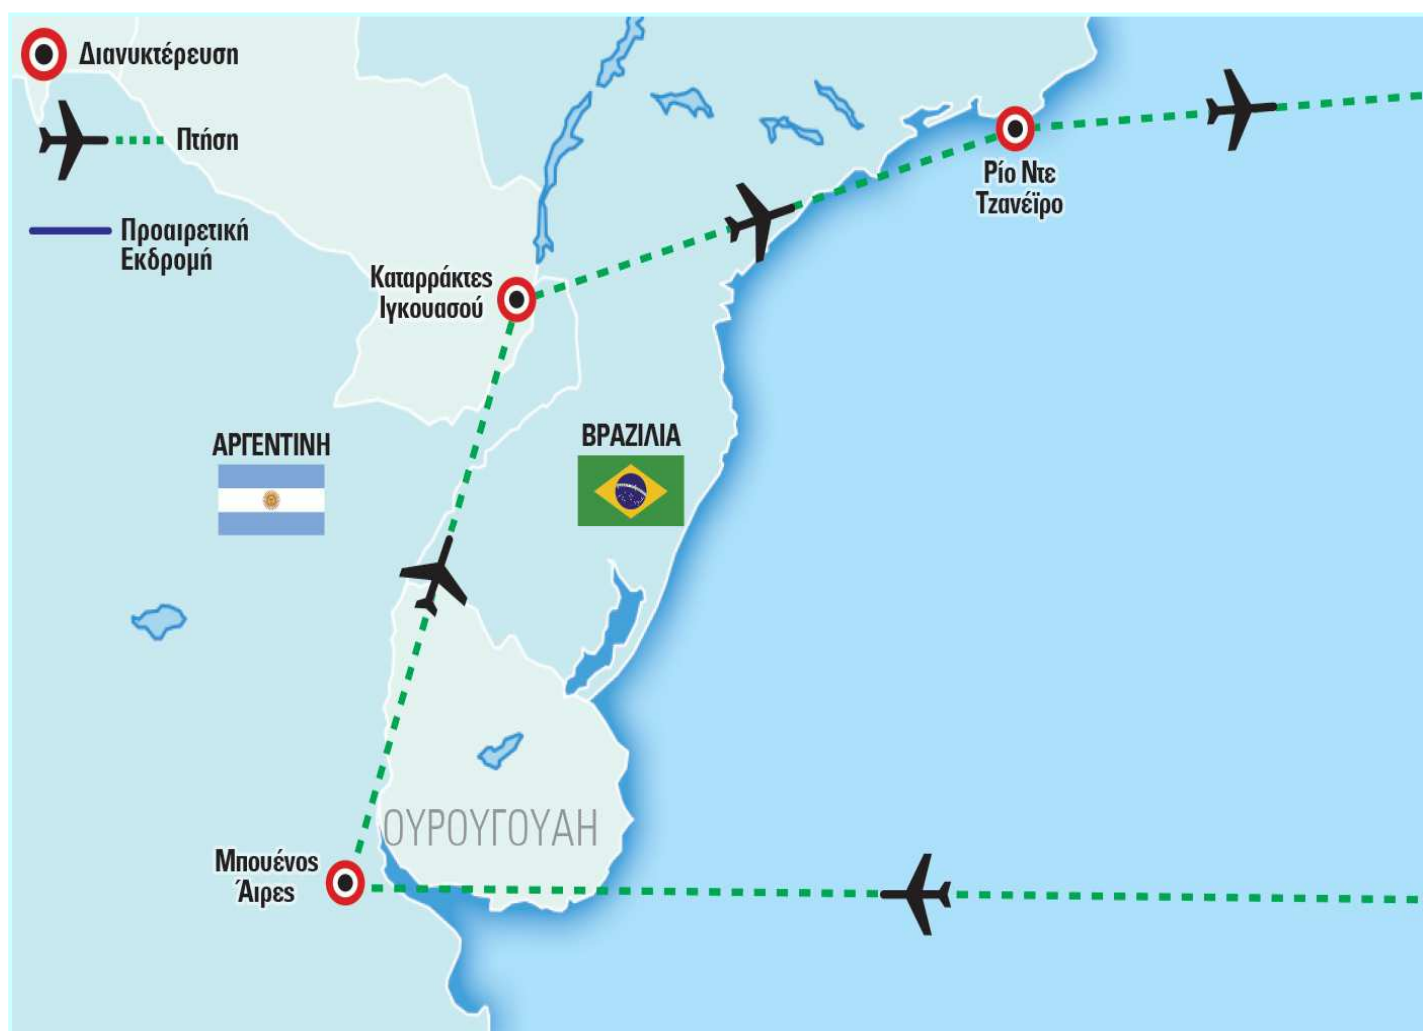 Διανυκτέρευση
Πτήση
Προαιρετική
Εκδρομή
Ρίο Ντε
Τζανέϊρο
Καταρράκτες
Ιγκουασού
ΑΡΓΕΝΤΙΝΗ
ΒΡΑΖΙΛΙΑ
ΟΥΡΟΥΓΟΥΑΗ
Μπουένος
Άιρες